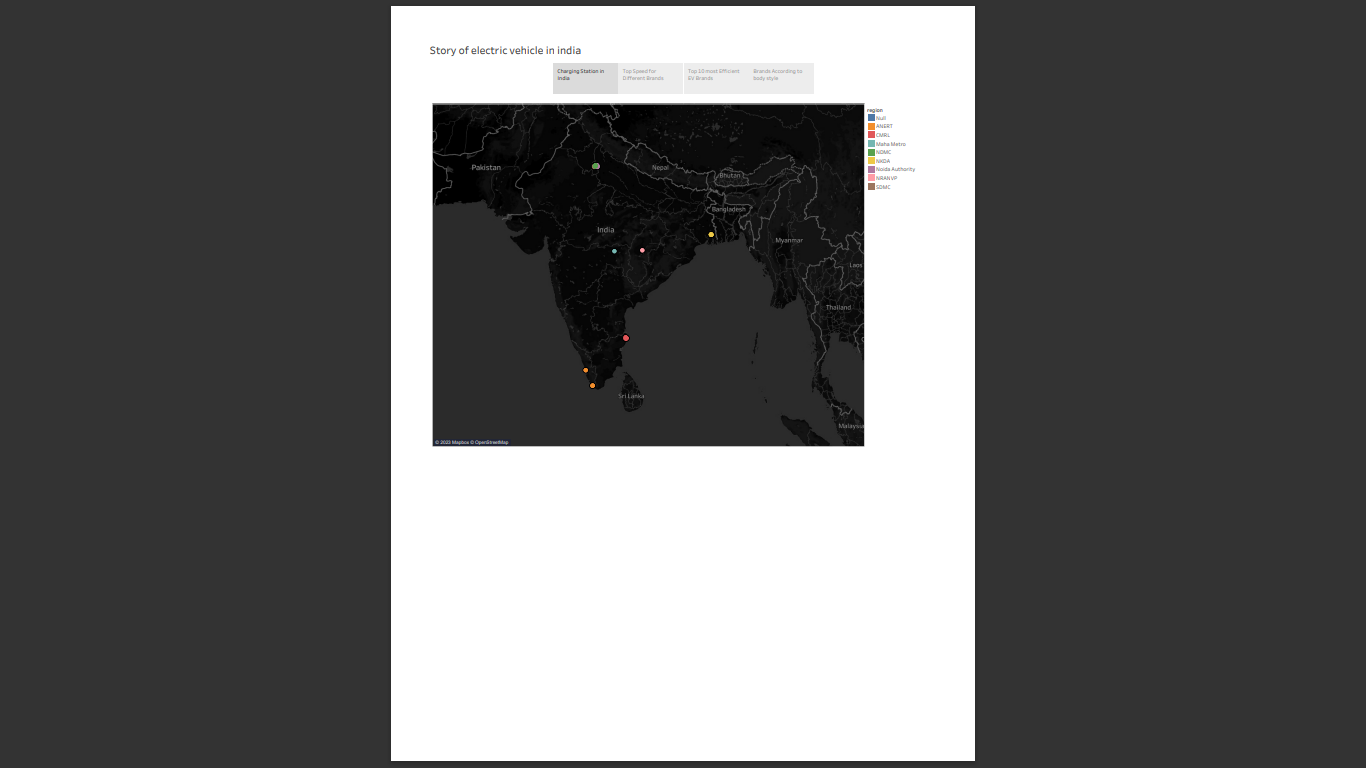 Story of electric vehicle in india
Charging Station in
India
Top Speed for
Different Brands
Top 10 most Efficient
EV Brands
Brands According to
body style
region
Null
ANERT
CMRL
Maha Metro
NDMC
NKDA
Noida Authority
NRANVP
SDMC
Pakistan
Nepal
Bhutan
Bangladesh
India
Myanmar
Laos
Thailand
Sri Lanka
Malaysia
© 2023 Mapbox © OpenStreetMap